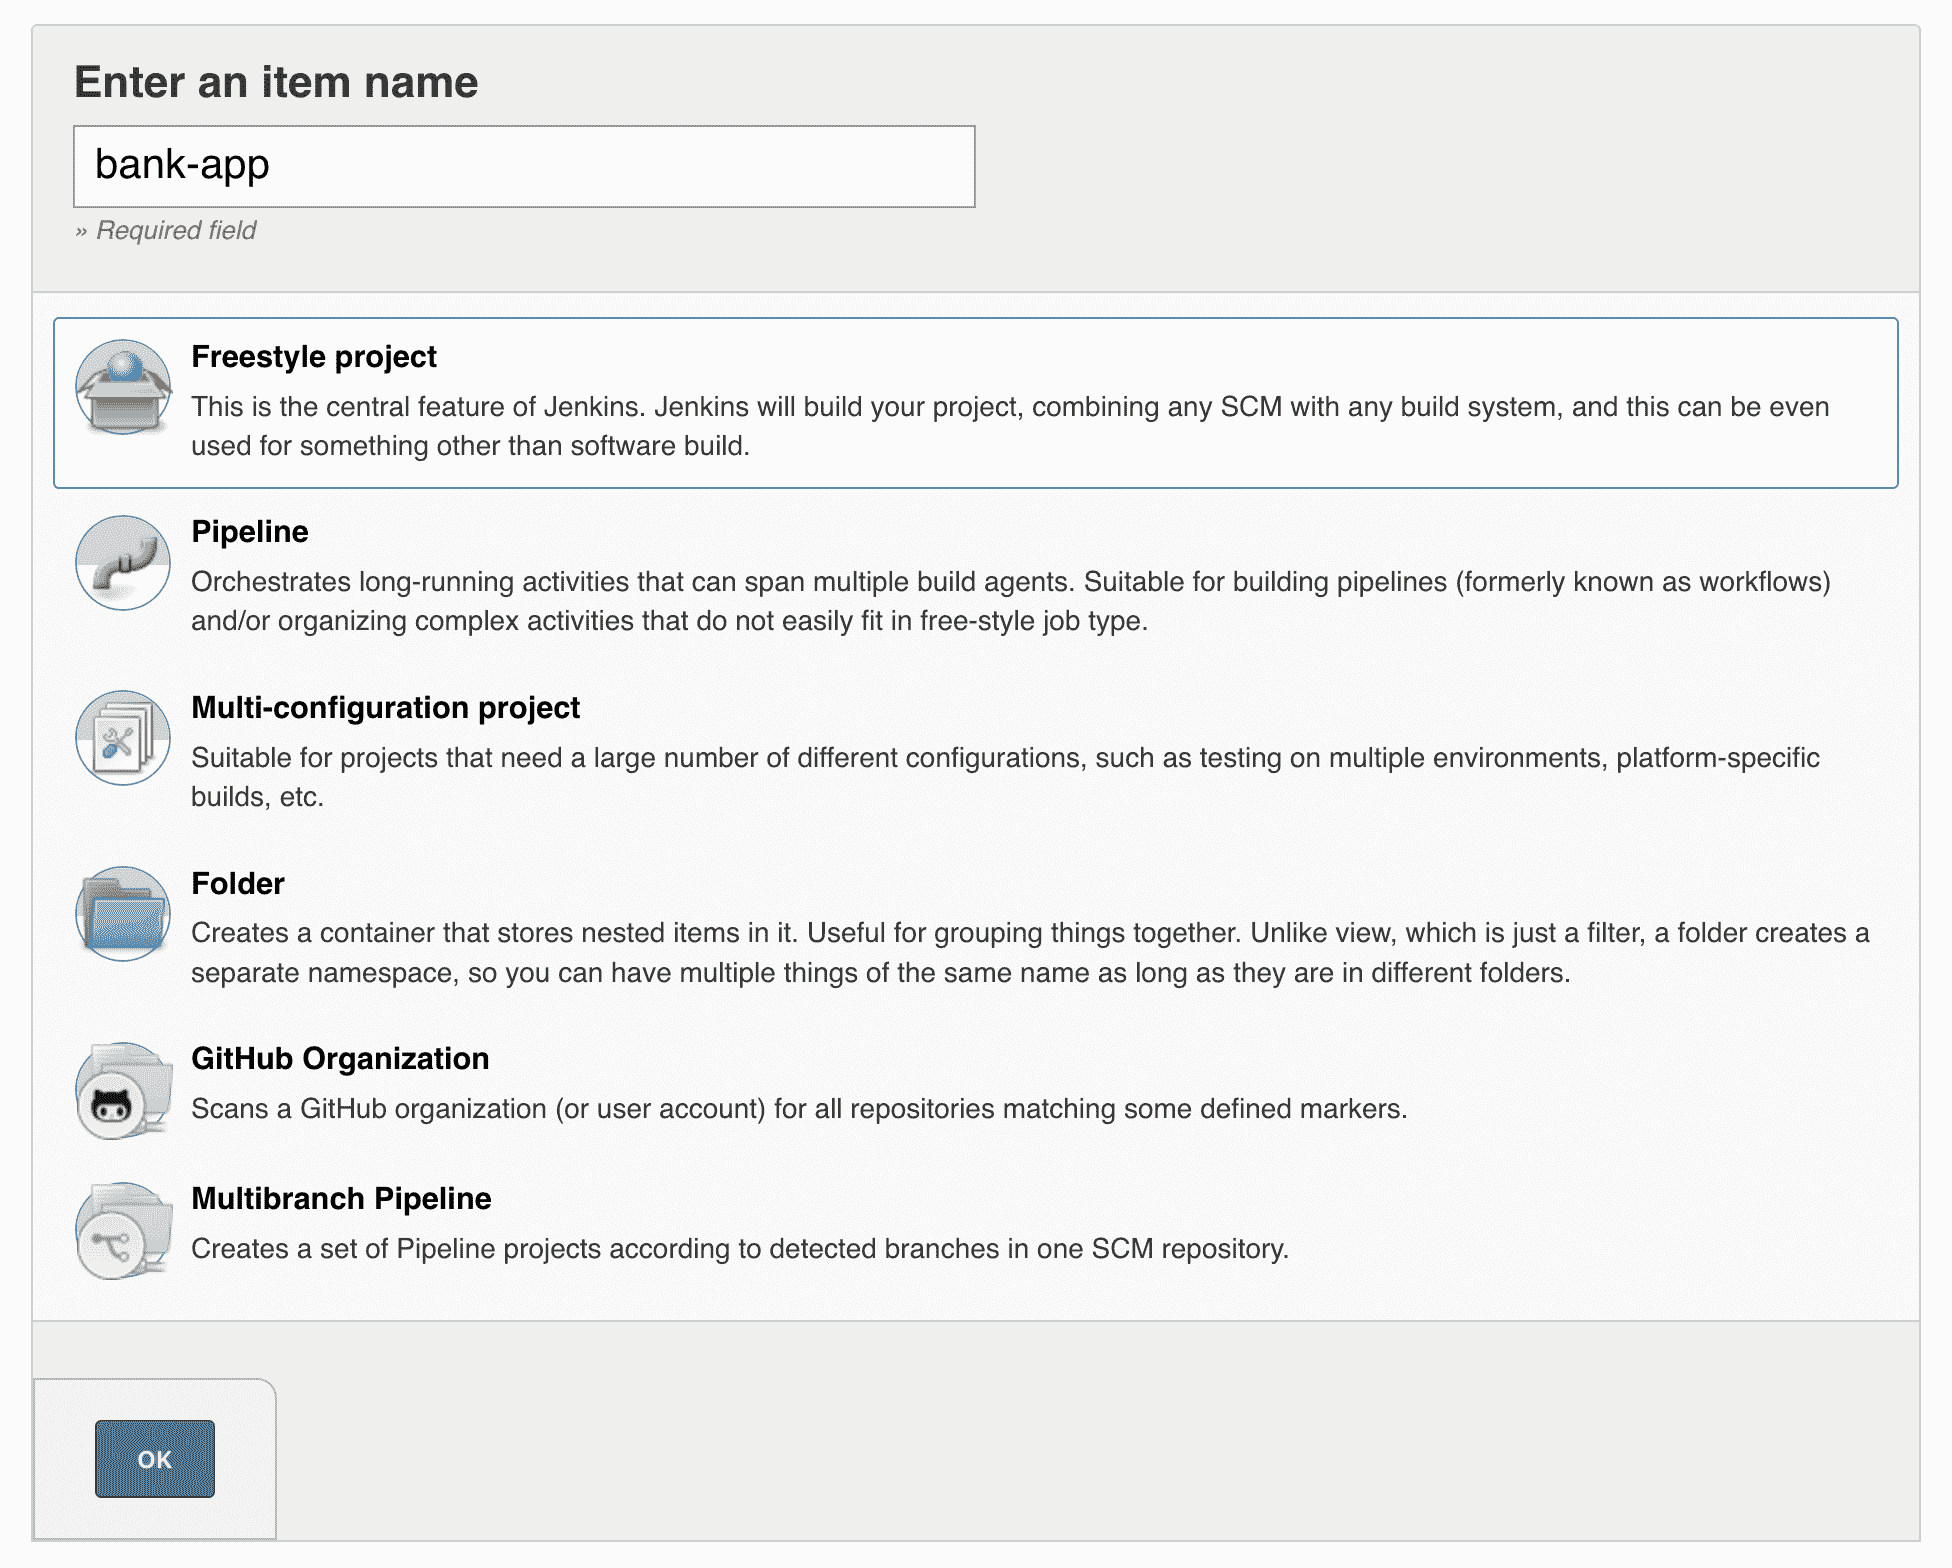 Enter an item name
bank-app
» Required field
Freestyle project
This is the central feature of Jenkins. Jenkins will build your project, combining any SCM with any build system, and this can be even
used for something other than software build.
Pipeline
Orchestrates long-running activities that can span multiple build agents. Suitable for building pipelines (formerly known as workflows)
and/or organizing complex activities that do not easily fit in free-style job type.
Multi-configuration project
Suitable for projects that need a large number of different configurations, such as testing on multiple environments, platform-specific
builds, etc.
Folder
Creates a container that stores nested items in it. Useful for grouping things together. Unlike view, which is just a filter, a folder creates a
separate namespace, so you can have multiple things of the same name as long as they are in different folders.
GitHub Organization
Scans a GitHub organization (or user account) for all repositories matching some defined markers.
Multibranch Pipeline
Creates a set of Pipeline projects according to detected branches in one SCM repository.
OK